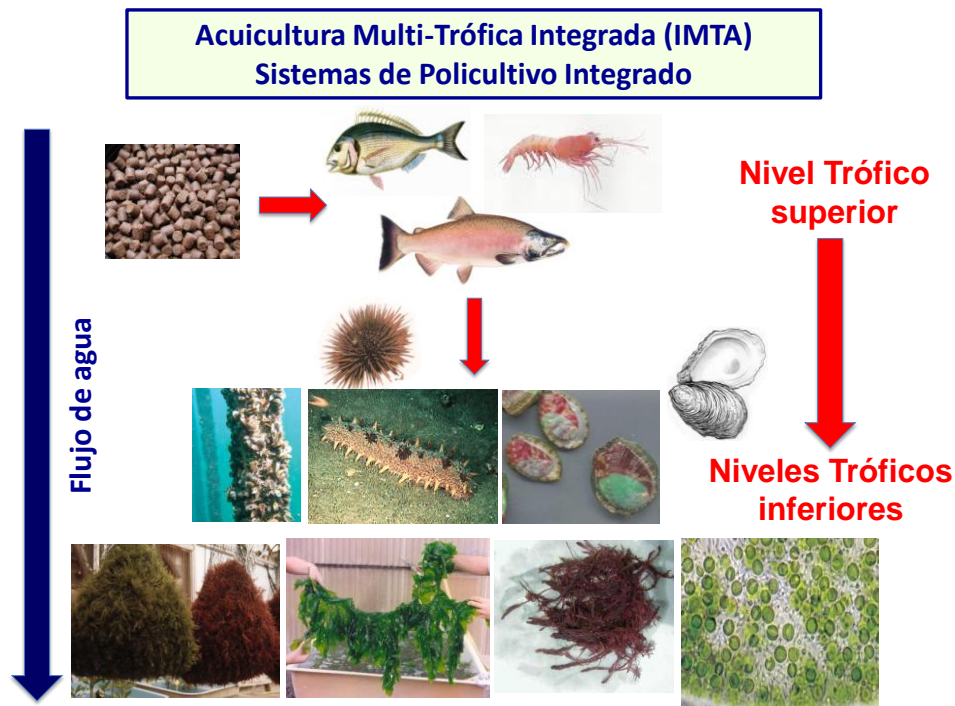 Acuicultura Multi-Trófica Integrada (IMTA)
Sistemas de Policultivo Integrado
Nivel Trófico
superior
Flujo de agua
Niveles Tróficos
inferiores